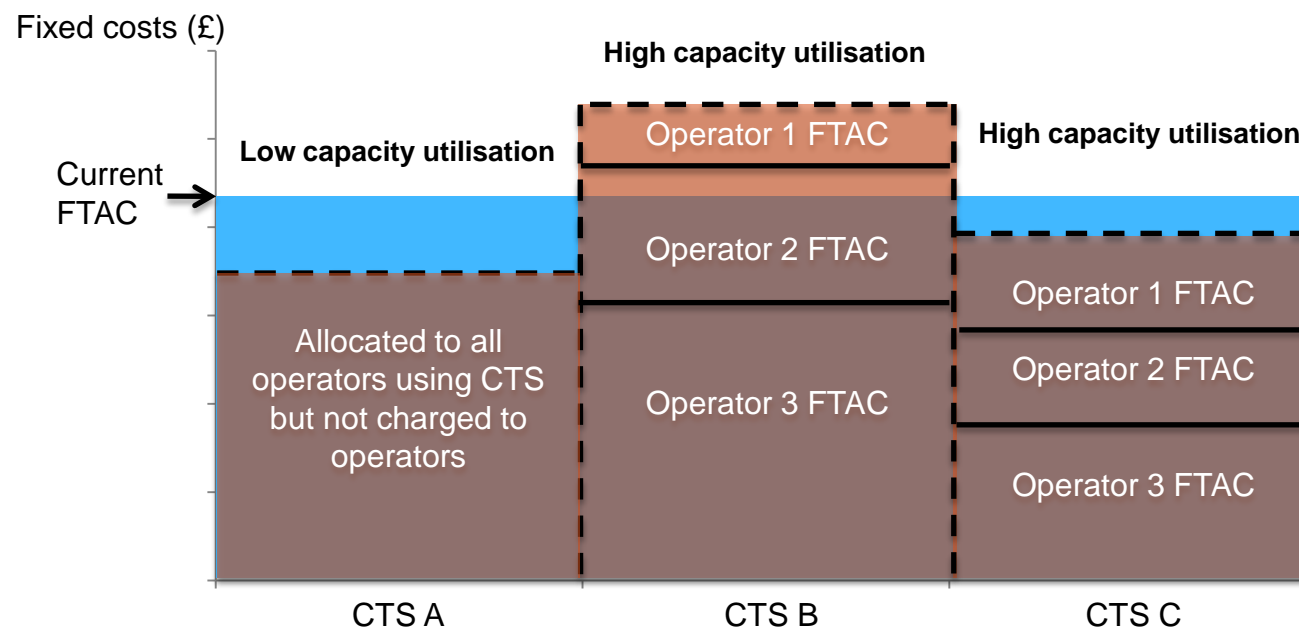 Fixed costs (£)
High capacity utilisation
Low capacity utilisation
High capacity utilisation
Current
FTAC
Operator 1 FTAC
Operator 2 FTAC
Operator 3 FTAC
Allocated to all
operators using CTS
but not charged to
operators
Operator 1 FTAC
Operator 2 FTAC
Operator 3 FTAC
CTS A
CTS B
CTS C